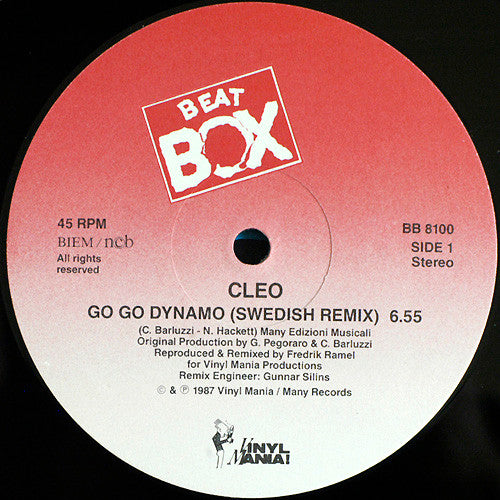 BEAT
BOX
45 RPM
BIEM/ncb
All rights
reserved
BB 8100
SIDE 1
Stereo
CLEO
GO GO DYNAMO (SWEDISH REMIX) 6.55
(C. Barluzzi - N. Hackett) Many Edizioni Musicali
Original Production by G. Pegoraro & C. Barluzzi
Reproduced & Remixed by Fredrik Ramel
for Vinyl Mania Productions
Remix Engineer: Gunnar Silins
© & ℗ 1987 Vinyl Mania / Many Records
VINYL
MANIA!